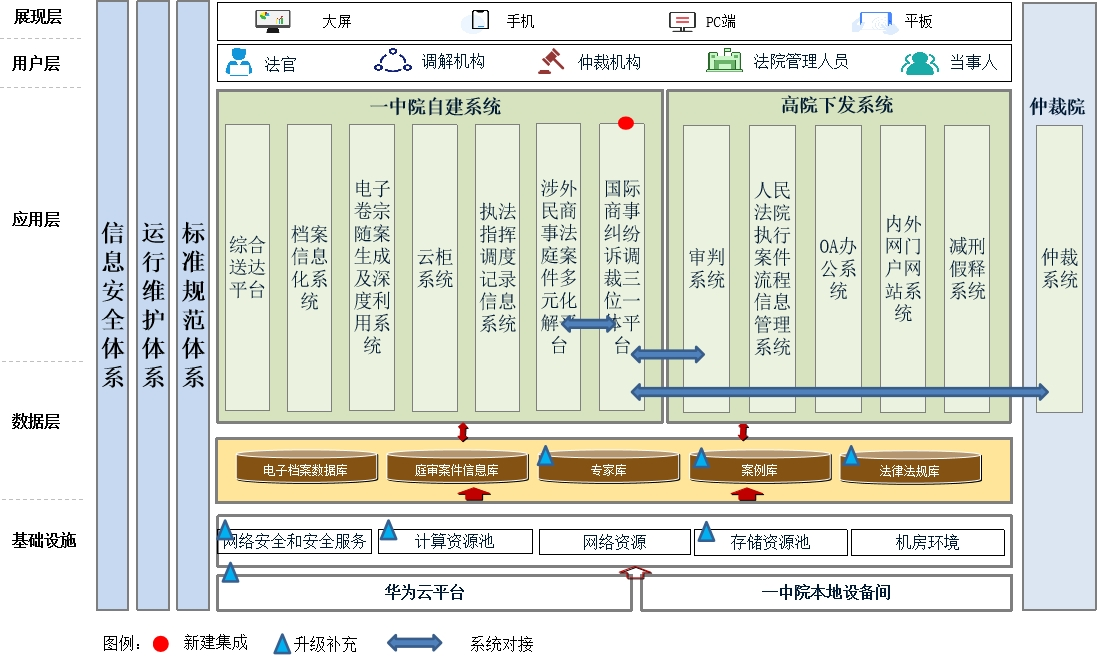 展现层
大屏
手机
PC端
平板
用户层
法官
调解机构
仲裁机构
法院管理人员
当事人
应用层
信息安全体系
运行维护体系
标准规范体系
一中院自建系统
综合
送达
平台
档案
信息
化系
统
电子
卷宗
随案
生成
及深
度利
用系
统
云柜
系统
执法
指挥
调度
记录
信息
系统
涉外
民商
事法
庭案
件多
元化
解平
台
国际
商事
纠纷
诉调
裁三
位一
体平
台
高院下发系统
审判
系统
人民
法院
执行
案件
流程
信息
管理
系统
OA办
公系
统
内外
网门
户网
站系
统
减刑
假释
系统
仲裁院
仲裁
系统
数据层
电子档案数据库
庭审案件信息库
专家库
案例库
法律法规库
基础设施
网络安全和安全服务
计算资源池
网络资源
存储资源池
机房环境
华为云平台
一中院本地设备间
图例：
新建集成
升级补充
系统对接